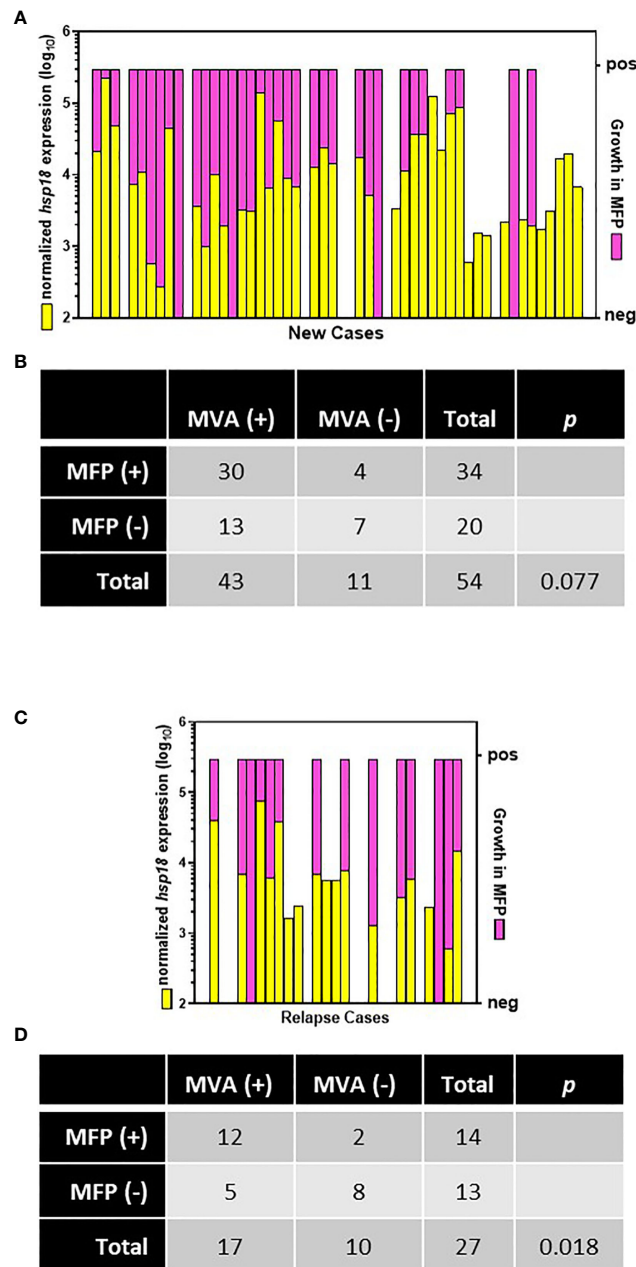 A
6
5
4
3
2
normalized hsp18 expression (log10)
pos
neg
Growth in MFP
New Cases
B
MVA (+) MVA (-) Total p
MFP (+) 30 4 34
MFP (-) 13 7 20
Total 43 11 54 0.077
C
6
5
4
3
2
normalized hsp18 expression (log10)
pos
neg
Growth in MFP
Relapse Cases
D
MVA (+) MVA (-) Total p
MFP (+) 12 2 14
MFP (-) 5 8 13
Total 17 10 27 0.018